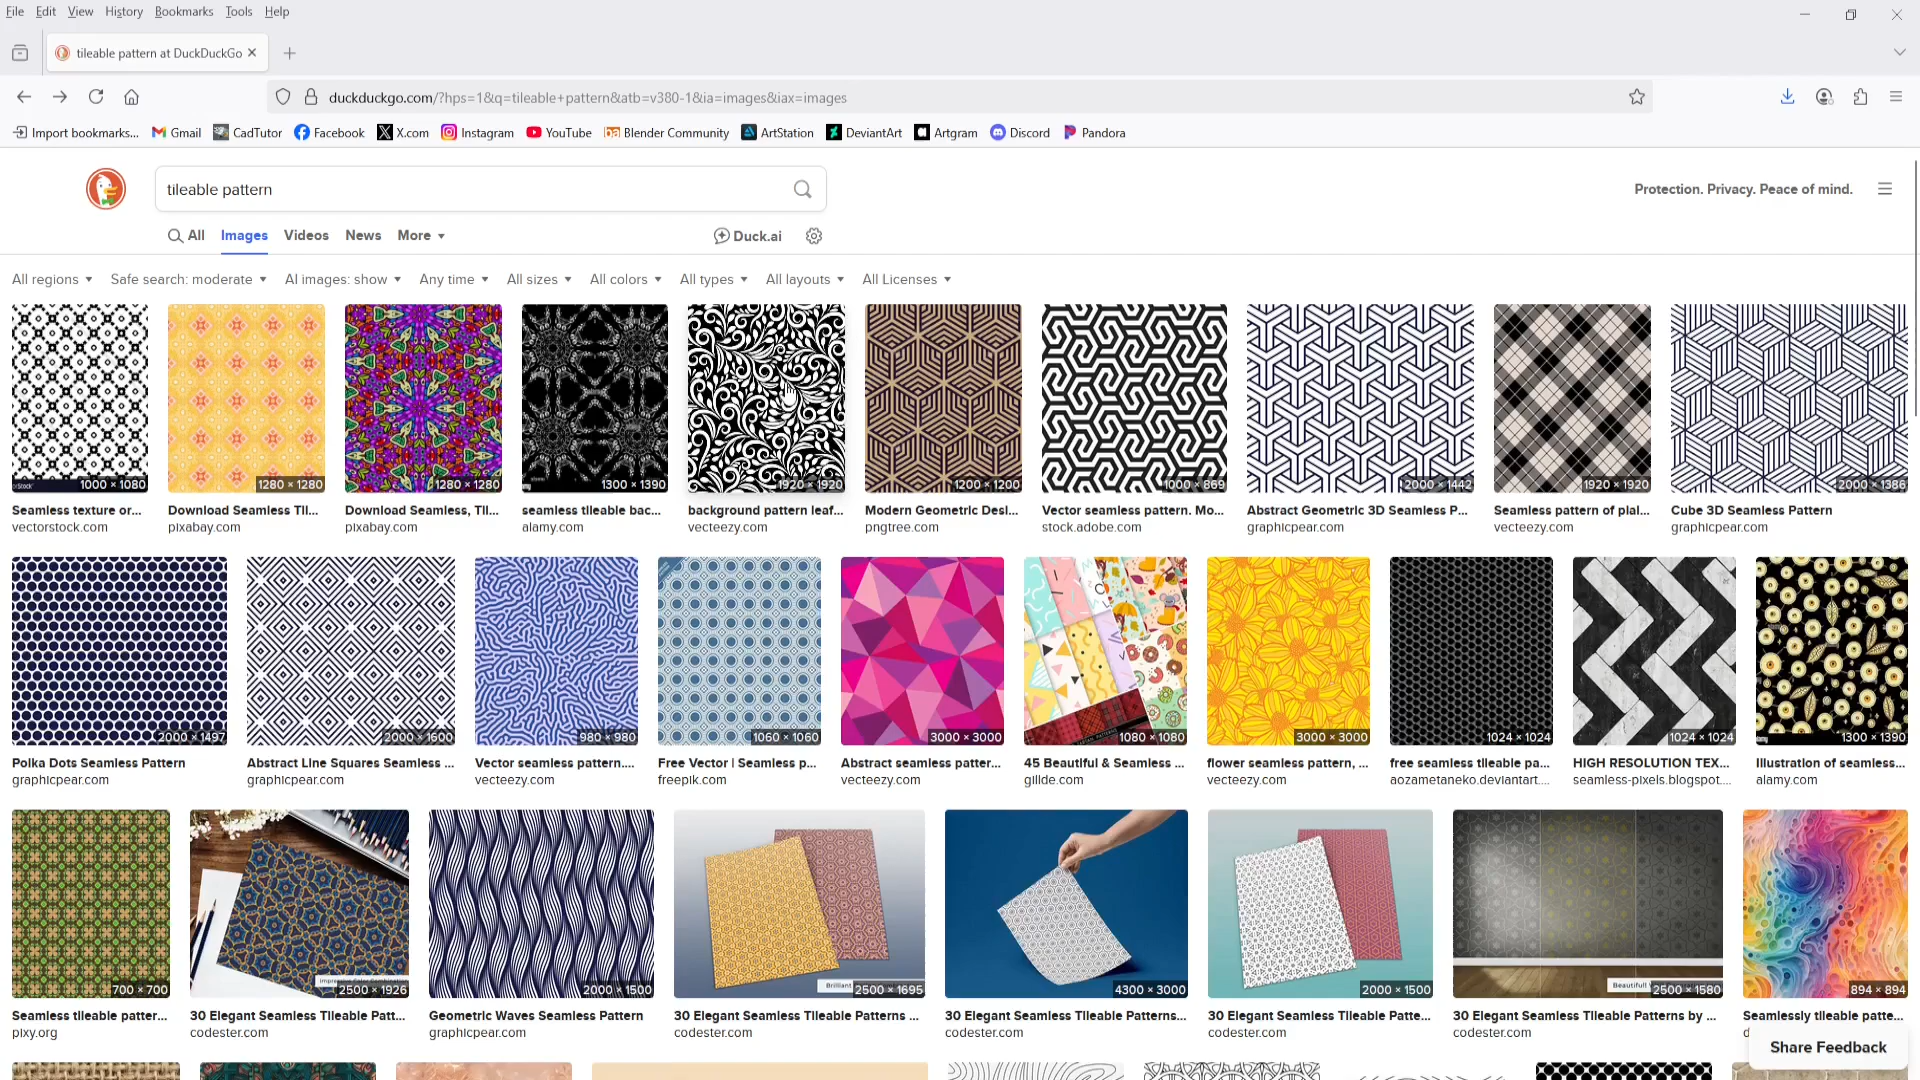 File Edit View History Bookmarks Tools Help
tileable pattern at DuckDuckGo
duckduckgo.com/?hps=1&q=tileable+pattern&atb=v380-1&ia=images&iax=images
Import bookmarks... Gmail CadTutor Facebook X.com Instagram YouTube Blender Community ArtStation DeviantArt Artgram Discord Pandora
tileable pattern
Protection. Privacy. Peace of mind.
All Images Videos News More Duck.ai
All regions Safe search: moderate AI images: show Any time All sizes All colors All types All layouts All Licenses
1000 × 1080 1280 × 1280 1280 × 1280 1300 × 1390 1920 × 1920 1200 × 1200 1000 × 869 2000 × 1442 1920 × 1920 2000 × 1386
Seamless texture or... Download Seamless Til... Download Seamless, Til... seamless tileable bac... background pattern leaf... Modern Geometric Desi... Vector seamless pattern. Mo... Abstract Geometric 3D Seamless P... Seamless pattern of plai... Cube 3D Seamless Pattern
vectorstock.com pixabay.com pixabay.com alamy.com vecteezy.com pngtree.com stock.adobe.com graphicpear.com vecteezy.com graphicpear.com
2000 × 1497 2000 × 1600 980 × 980 1060 × 1060 3000 × 3000 1080 × 1080 3000 × 3000 1024 × 1024 1024 × 1024 1300 × 1390
Polka Dots Seamless Pattern Abstract Line Squares Seamless ... Vector seamless pattern.... Free Vector | Seamless p... Abstract seamless patter... 45 Beautiful & Seamless ... flower seamless pattern, ... free seamless tileable pa... HIGH RESOLUTION TEX... Illustration of seamless...
graphicpear.com graphicpear.com vecteezy.com freepik.com vecteezy.com gillde.com vecteezy.com aozametaneko.deviantart.... seamless-pixels.blogspot.... alamy.com
700 × 700 2500 × 1926 2000 × 1500 Brilliant 2500 × 1695 4300 × 3000 2000 × 1500 Beautifull 2500 × 1580 894 × 894
Seamless tileable patter... 30 Elegant Seamless Tileable Patt... Geometric Waves Seamless Pattern 30 Elegant Seamless Tileable Patterns ... 30 Elegant Seamless Tileable Patterns... 30 Elegant Seamless Tileable Patte... 30 Elegant Seamless Tileable Patterns by ... Seamlessly tileable patte...
pixy.org codester.com graphicpear.com codester.com codester.com codester.com codester.com
Share Feedback